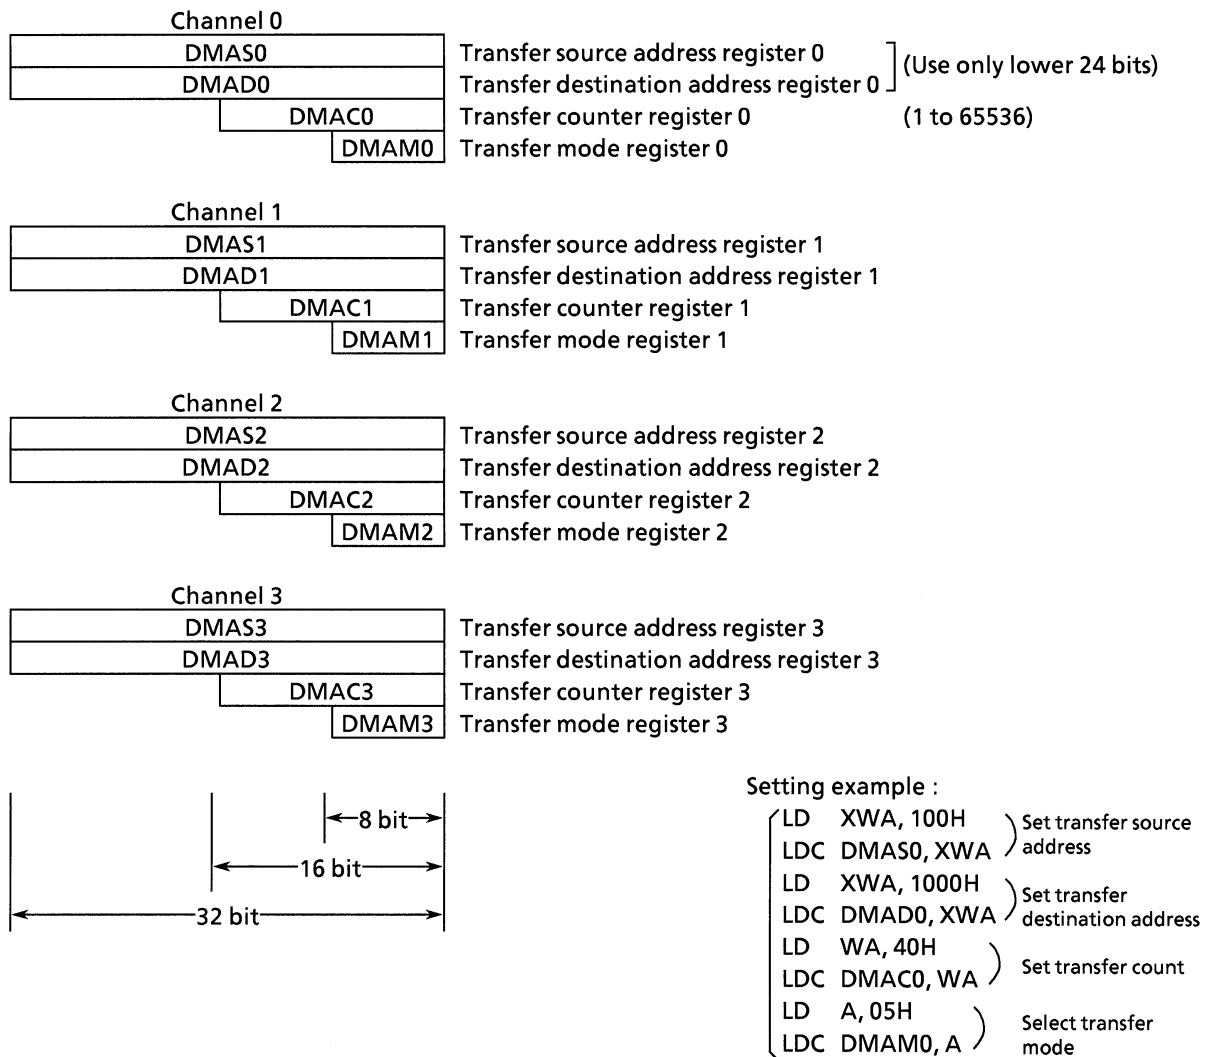 Channel 0
DMAS0 Transfer source address register 0
(Use only lower 24 bits)
DMAD0 Transfer destination address register 0
DMAC0 Transfer counter register 0 (1 to 65536)
DMAM0 Transfer mode register 0
Channel 1
DMAS1 Transfer source address register 1
DMAD1 Transfer destination address register 1
DMAC1 Transfer counter register 1
DMAM1 Transfer mode register 1
Channel 2
DMAS2 Transfer source address register 2
DMAD2 Transfer destination address register 2
DMAC2 Transfer counter register 2
DMAM2 Transfer mode register 2
Channel 3
DMAS3 Transfer source address register 3
DMAD3 Transfer destination address register 3
DMAC3 Transfer counter register 3
DMAM3 Transfer mode register 3
8 bit
16 bit
32 bit
Setting example :
LD XWA, 100H
LDC DMAS0, XWA
Set transfer source
address
LD XWA, 1000H
LDC DMAD0, XWA
Set transfer
destination address
LD WA, 40H
LDC DMAC0, WA
Set transfer count
LD A, 05H
LDC DMAM0, A
Select transfer
mode